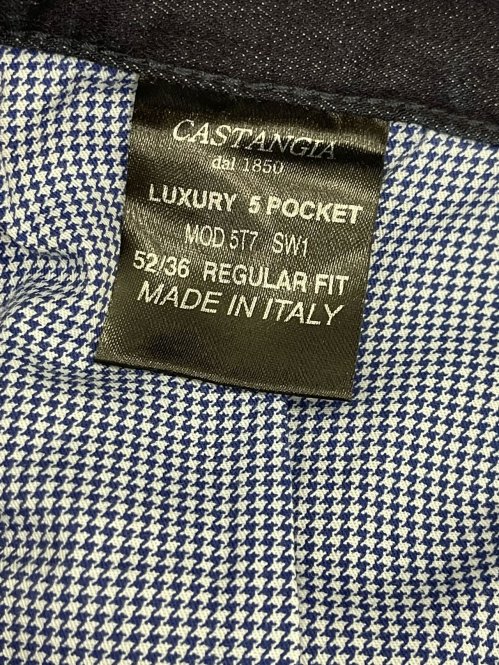 CASTANGIA
dal 1850
LUXURY 5 POCKET
MOD 5T7 SW1
52/36 REGULAR FIT
MADE IN ITALY